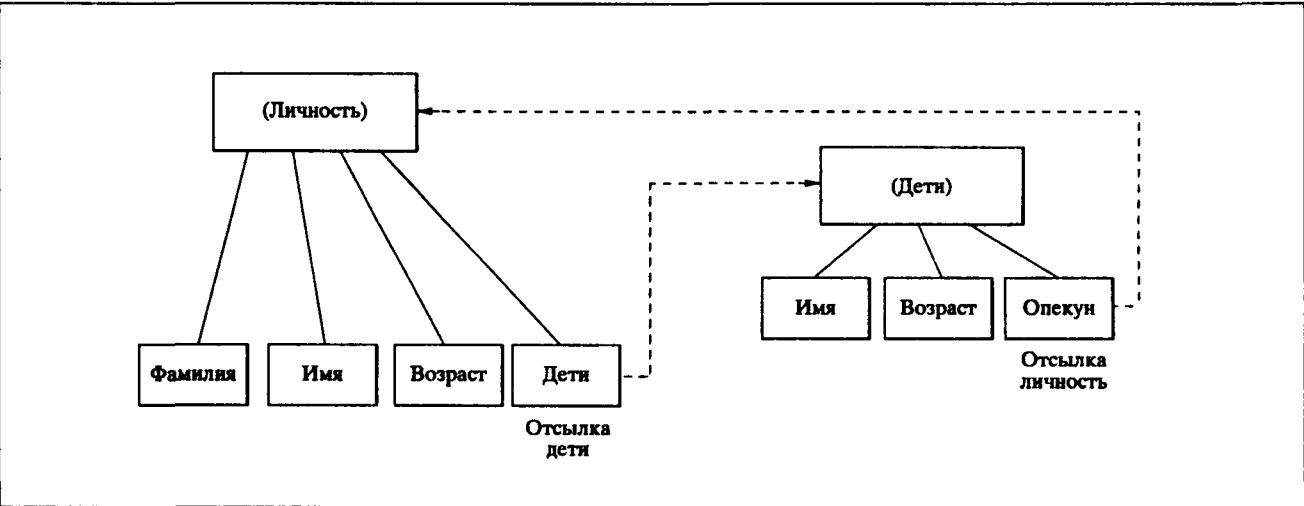 (Личность)
(Дети)
Имя
Возраст
Опекун
Отсылка
личность
Фамилия
Имя
Возраст
Дети
Отсылка
дети